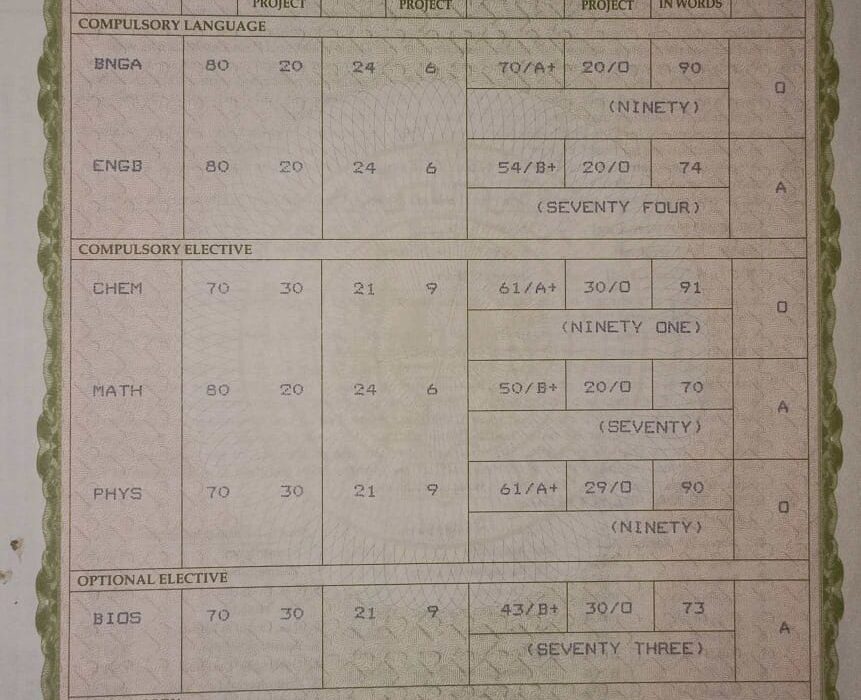 PROJECT PROJECT PROJECT IN WORDS
COMPULSORY LANGUAGE
BNGA 80 20 24 6 70/A+ 20/O 90 O
(NINETY)
ENGB 80 20 24 6 54/B+ 20/O 74 A
(SEVENTY FOUR)
COMPULSORY ELECTIVE
CHEM 70 30 21 9 61/A+ 30/O 91 O
(NINETY ONE)
MATH 80 20 24 6 50/B+ 20/O 70 A
(SEVENTY)
PHYS 70 30 21 9 61/A+ 29/O 90 O
(NINETY)
OPTIONAL ELECTIVE
BIOS 70 30 21 9 43/B+ 30/O 73 A
(SEVENTY THREE)